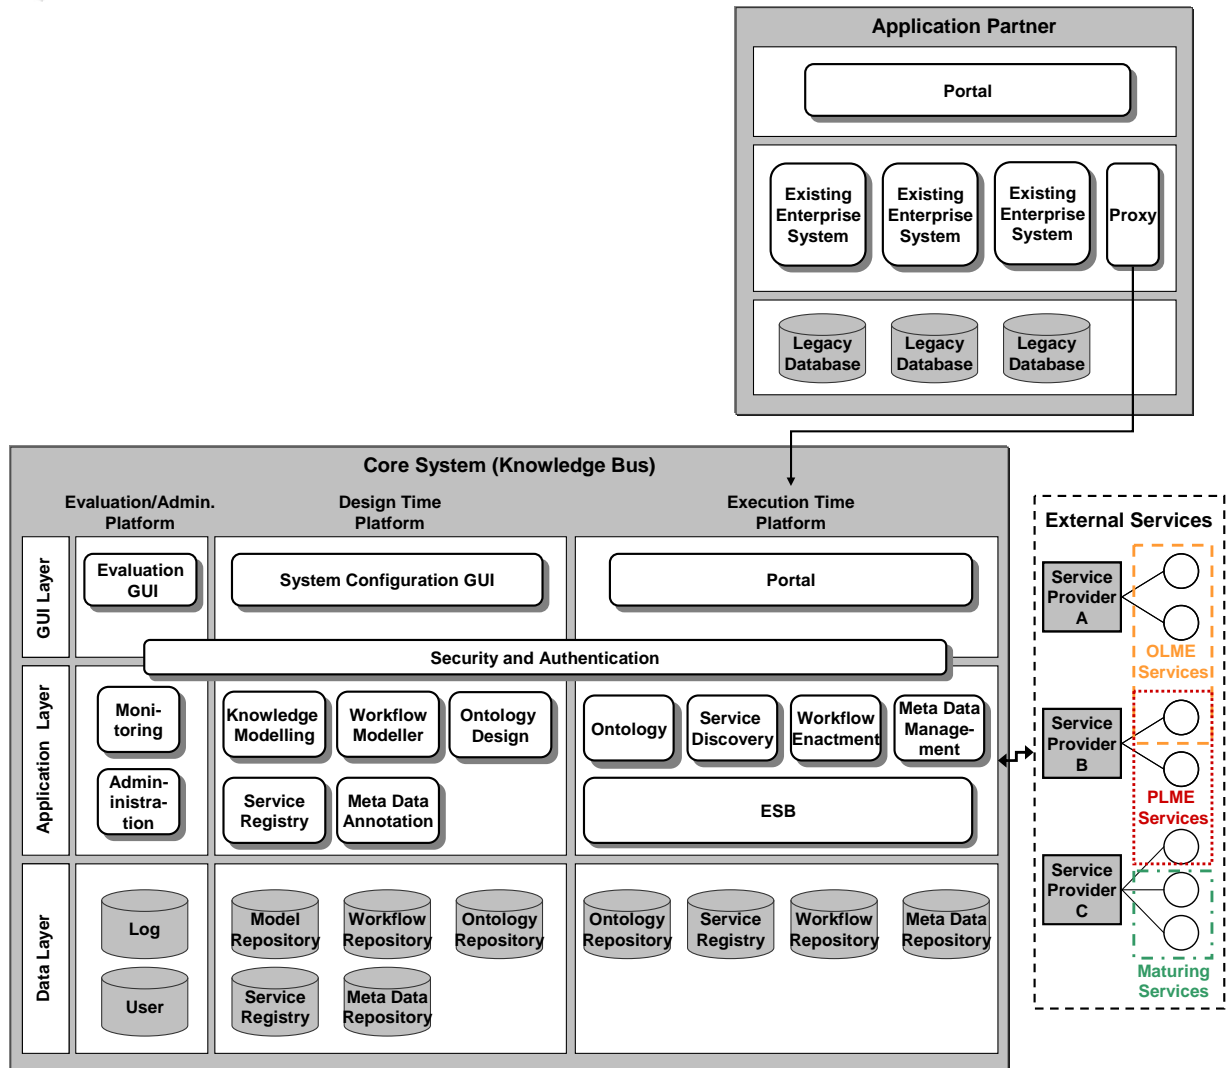 Application Partner
Portal
Existing
Enterprise
System
Existing
Enterprise
System
Existing
Enterprise
System
Proxy
Legacy
Database
Legacy
Database
Legacy
Database
Core System (Knowledge Bus)
Evaluation/Admin.
Platform
Design Time
Platform
Execution Time
Platform
GUI Layer
Evaluation
GUI
System Configuration GUI
Portal
Security and Authentication
Application Layer
Moni-
toring
Admin-
inistra-
tion
Knowledge
Modelling
Workflow
Modeller
Ontology
Design
Service
Registry
Meta Data
Annotation
Ontology
Service
Discovery
Workflow
Enactment
Meta Data
Manage-
ment
ESB
Data Layer
Log
User
Model
Repository
Workflow
Repository
Ontology
Repository
Service
Registry
Meta Data
Repository
Ontology
Repository
Service
Registry
Workflow
Repository
Meta Data
Repository
External Services
Service
Provider
A
OLME
Services
Service
Provider
B
PLME
Services
Service
Provider
C
Maturing
Services